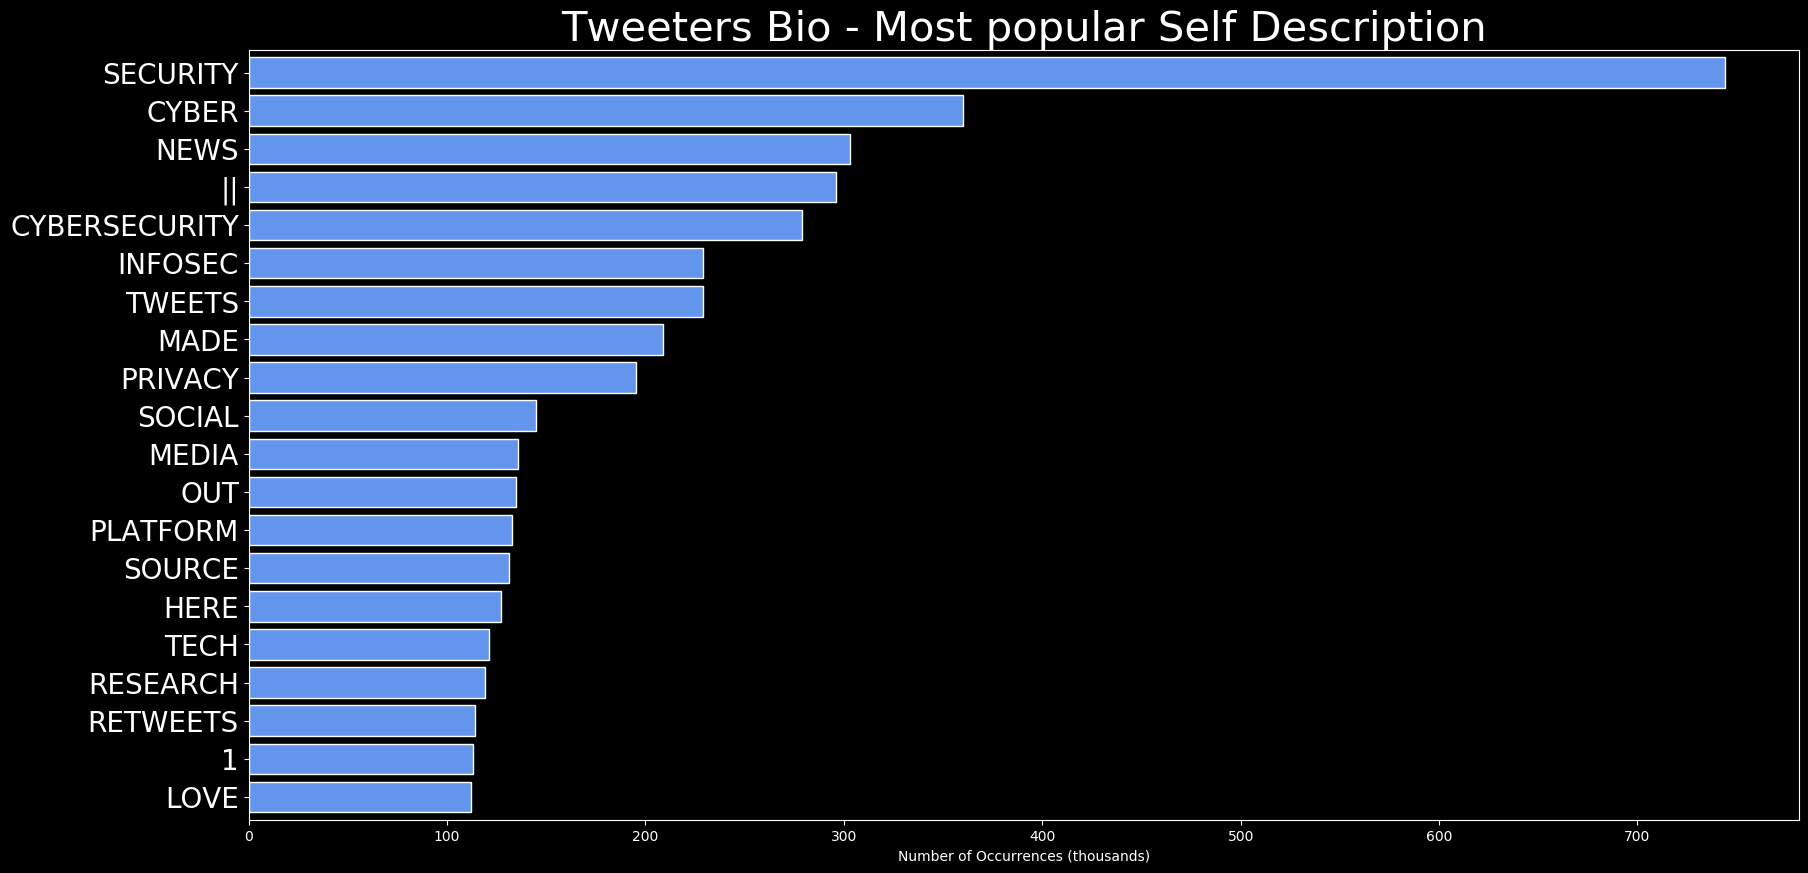 Tweeters Bio - Most popular Self Description
SECURITY
CYBER
NEWS
||
CYBERSECURITY
INFOSEC
TWEETS
MADE
PRIVACY
SOCIAL
MEDIA
OUT
PLATFORM
SOURCE
HERE
TECH
RESEARCH
RETWEETS
1
LOVE
0 100 200 300 400 500 600 700
Number of Occurrences (thousands)